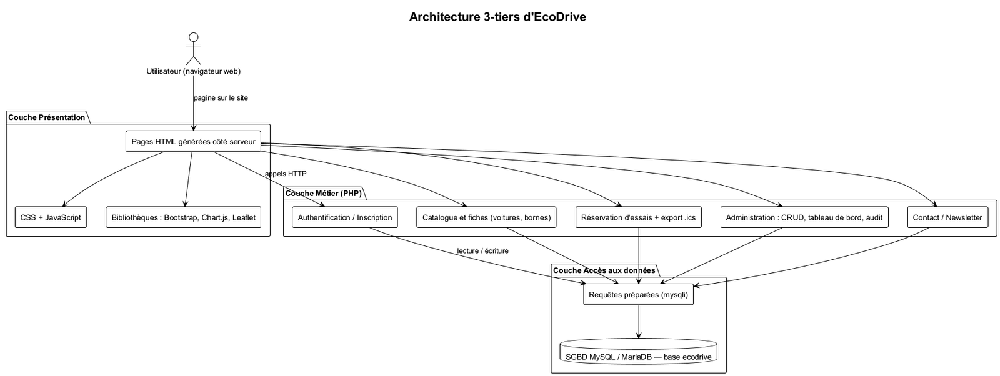 Architecture 3-tiers d'EcoDrive
Utilisateur (navigateur web)
pagine sur le site
Couche Présentation
Pages HTML générées côté serveur
appels HTTP
Couche Métier (PHP)
CSS + JavaScript
Bibliothèques : Bootstrap, Chart.js, Leaflet
Authentification / Inscription
Catalogue et fiches (voitures, bornes)
Réservation d'essais + export .ics
Administration : CRUD, tableau de bord, audit
Contact / Newsletter
lecture / écriture
Couche Accès aux données
Requêtes préparées (mysqli)
SGBD MySQL / MariaDB — base ecodrive